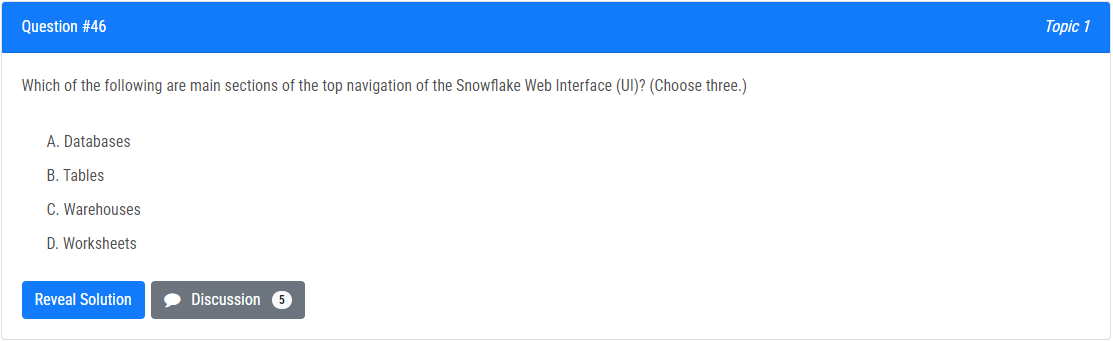 Question #46 Topic 1
Which of the following are main sections of the top navigation of the Snowflake Web Interface (UI)? (Choose three.)
A. Databases
B. Tables
C. Warehouses
D. Worksheets
Reveal Solution Discussion 5